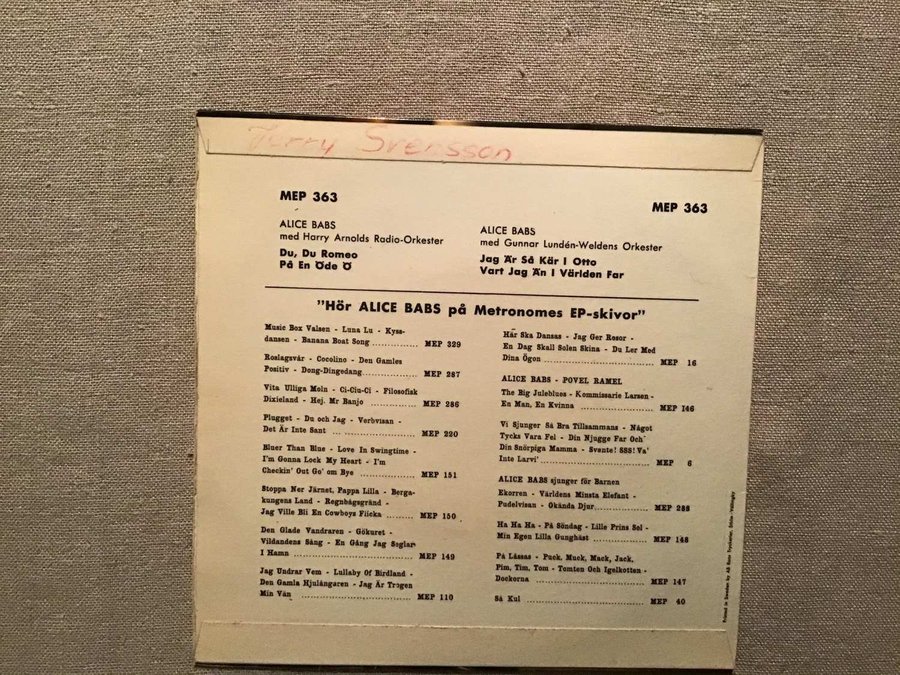 Svensson
MEP 363
MEP 363
ALICE BABS
med Harry Arnolds Radio-Orkester
Du, Du Romeo
På En Öde Ö
ALICE BABS
med Gunnar Lundén-Weldens Orkester
Jag Är Så Kär I Otto
Vart Jag Än I Världen Far
"Hör ALICE BABS på Metronomes EP-skivor"
Music Box Valsen - Luna Lu - Kyss-
dansen - Banana Boat Song ............ MEP 329
Roslagsvår - Cocolino - Den Gamles
Positiv - Dong-Dingedang............ MEP 287
Vita Ulliga Moln - Ci-Ciu-Ci - Filosofisk
Dixieland - Hej, Mr Banjo ............ MEP 286
Plugget - Du och Jag - Verbvisan -
Det Är Inte Sant ... ............ MEP 220
Bluer Than Blue - Love In Swingtime -
I'm Gonna Lock My Heart - I'm
Checkin' Out Go' om Bye ............ MEP 151
Stoppa Ner Järnet, Pappa Lilla - Berga-
kungens Land - Regnbågsgränd -
Jag Ville Bli En Cowboys Flicka ........ MEP 150
Den Glade Vandraren - Gökuret -
Vildandens Sång - En Gång Jag Seglar
I Hamn ............ MEP 149
Jag Undrar Vem - Lullaby Of Birdland -
Den Gamla Hjulångaren - Jag Är Trogen
Min Vän ............ MEP 110
Här Ska Dansas - Jag Ger Rosor -
En Dag Skall Solen Skina - Du Ler Med
Dina Ögon ............ MEP 16
ALICE BABS - POVEL RAMEL
The Big Juleblues - Kommissarie Larsen -
En Man, En Kvinna ............ MEP 146
Vi Sjunger Så Bra Tillsammans - Något
Tycks Vara Fel - Din Njugge Far Och'
Din Snörpiga Mamma - Svente! SSS! Va'
Inte Larvi' ............ MEP 6
ALICE BABS sjunger för Barnen
Ekorren - Världens Minsta Elefant -
Pudelvisan - Okända Djur............ MEP 288
Ha Ha Ha - På Söndag - Lille Prins Sol -
Min Egen Lilla Gunghäst ............ MEP 148
På Låssas - Puck, Muck, Mack, Jack,
Pim, Tim, Tom - Tomten Och Igelkotten -
Dockorna ............ MEP 147
Så Kul ............ MEP 40